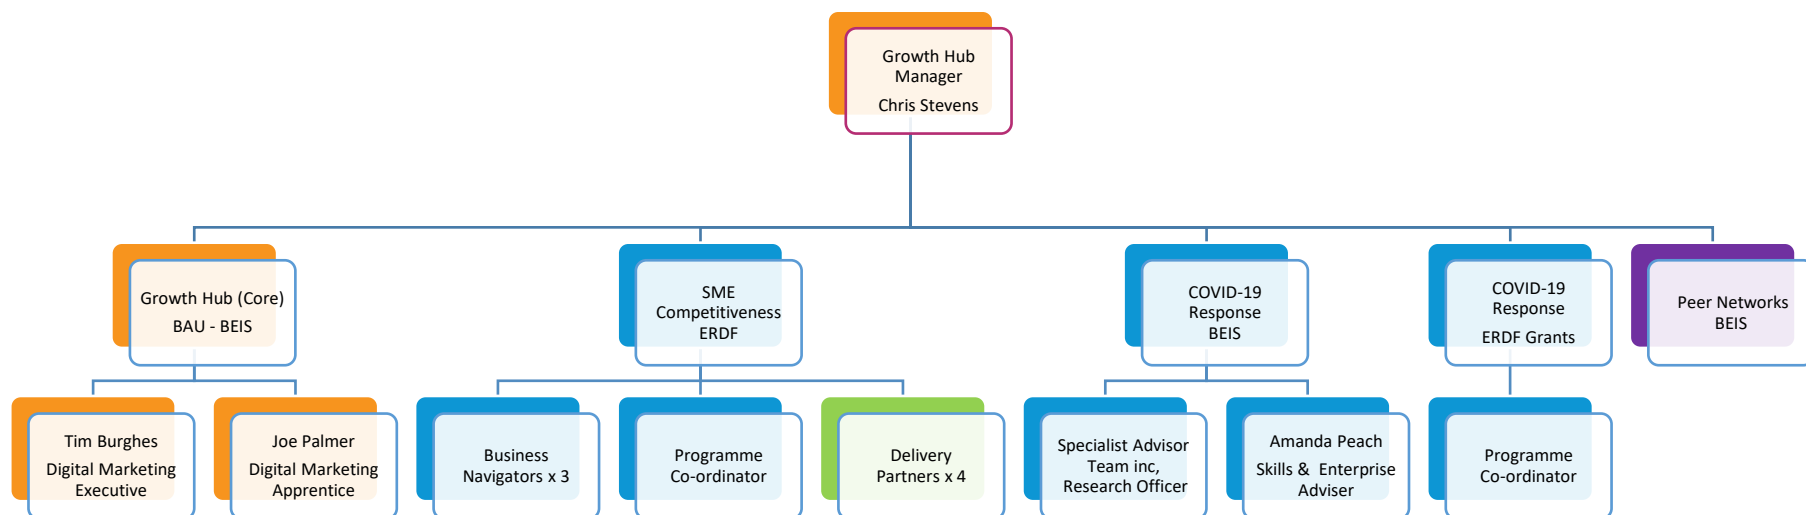 Growth Hub
Manager
Chris Stevens
Growth Hub (Core)
BAU - BEIS
SME
Competitiveness
ERDF
COVID-19
Response
BEIS
COVID-19
Response
ERDF Grants
Peer Networks
BEIS
Tim Burghes
Digital Marketing
Executive
Joe Palmer
Digital Marketing
Apprentice
Business
Navigators x 3
Programme
Co-ordinator
Delivery
Partners x 4
Specialist Advisor
Team inc,
Research Officer
Amanda Peach
Skills &  Enterprise
Adviser
Programme
Co-ordinator